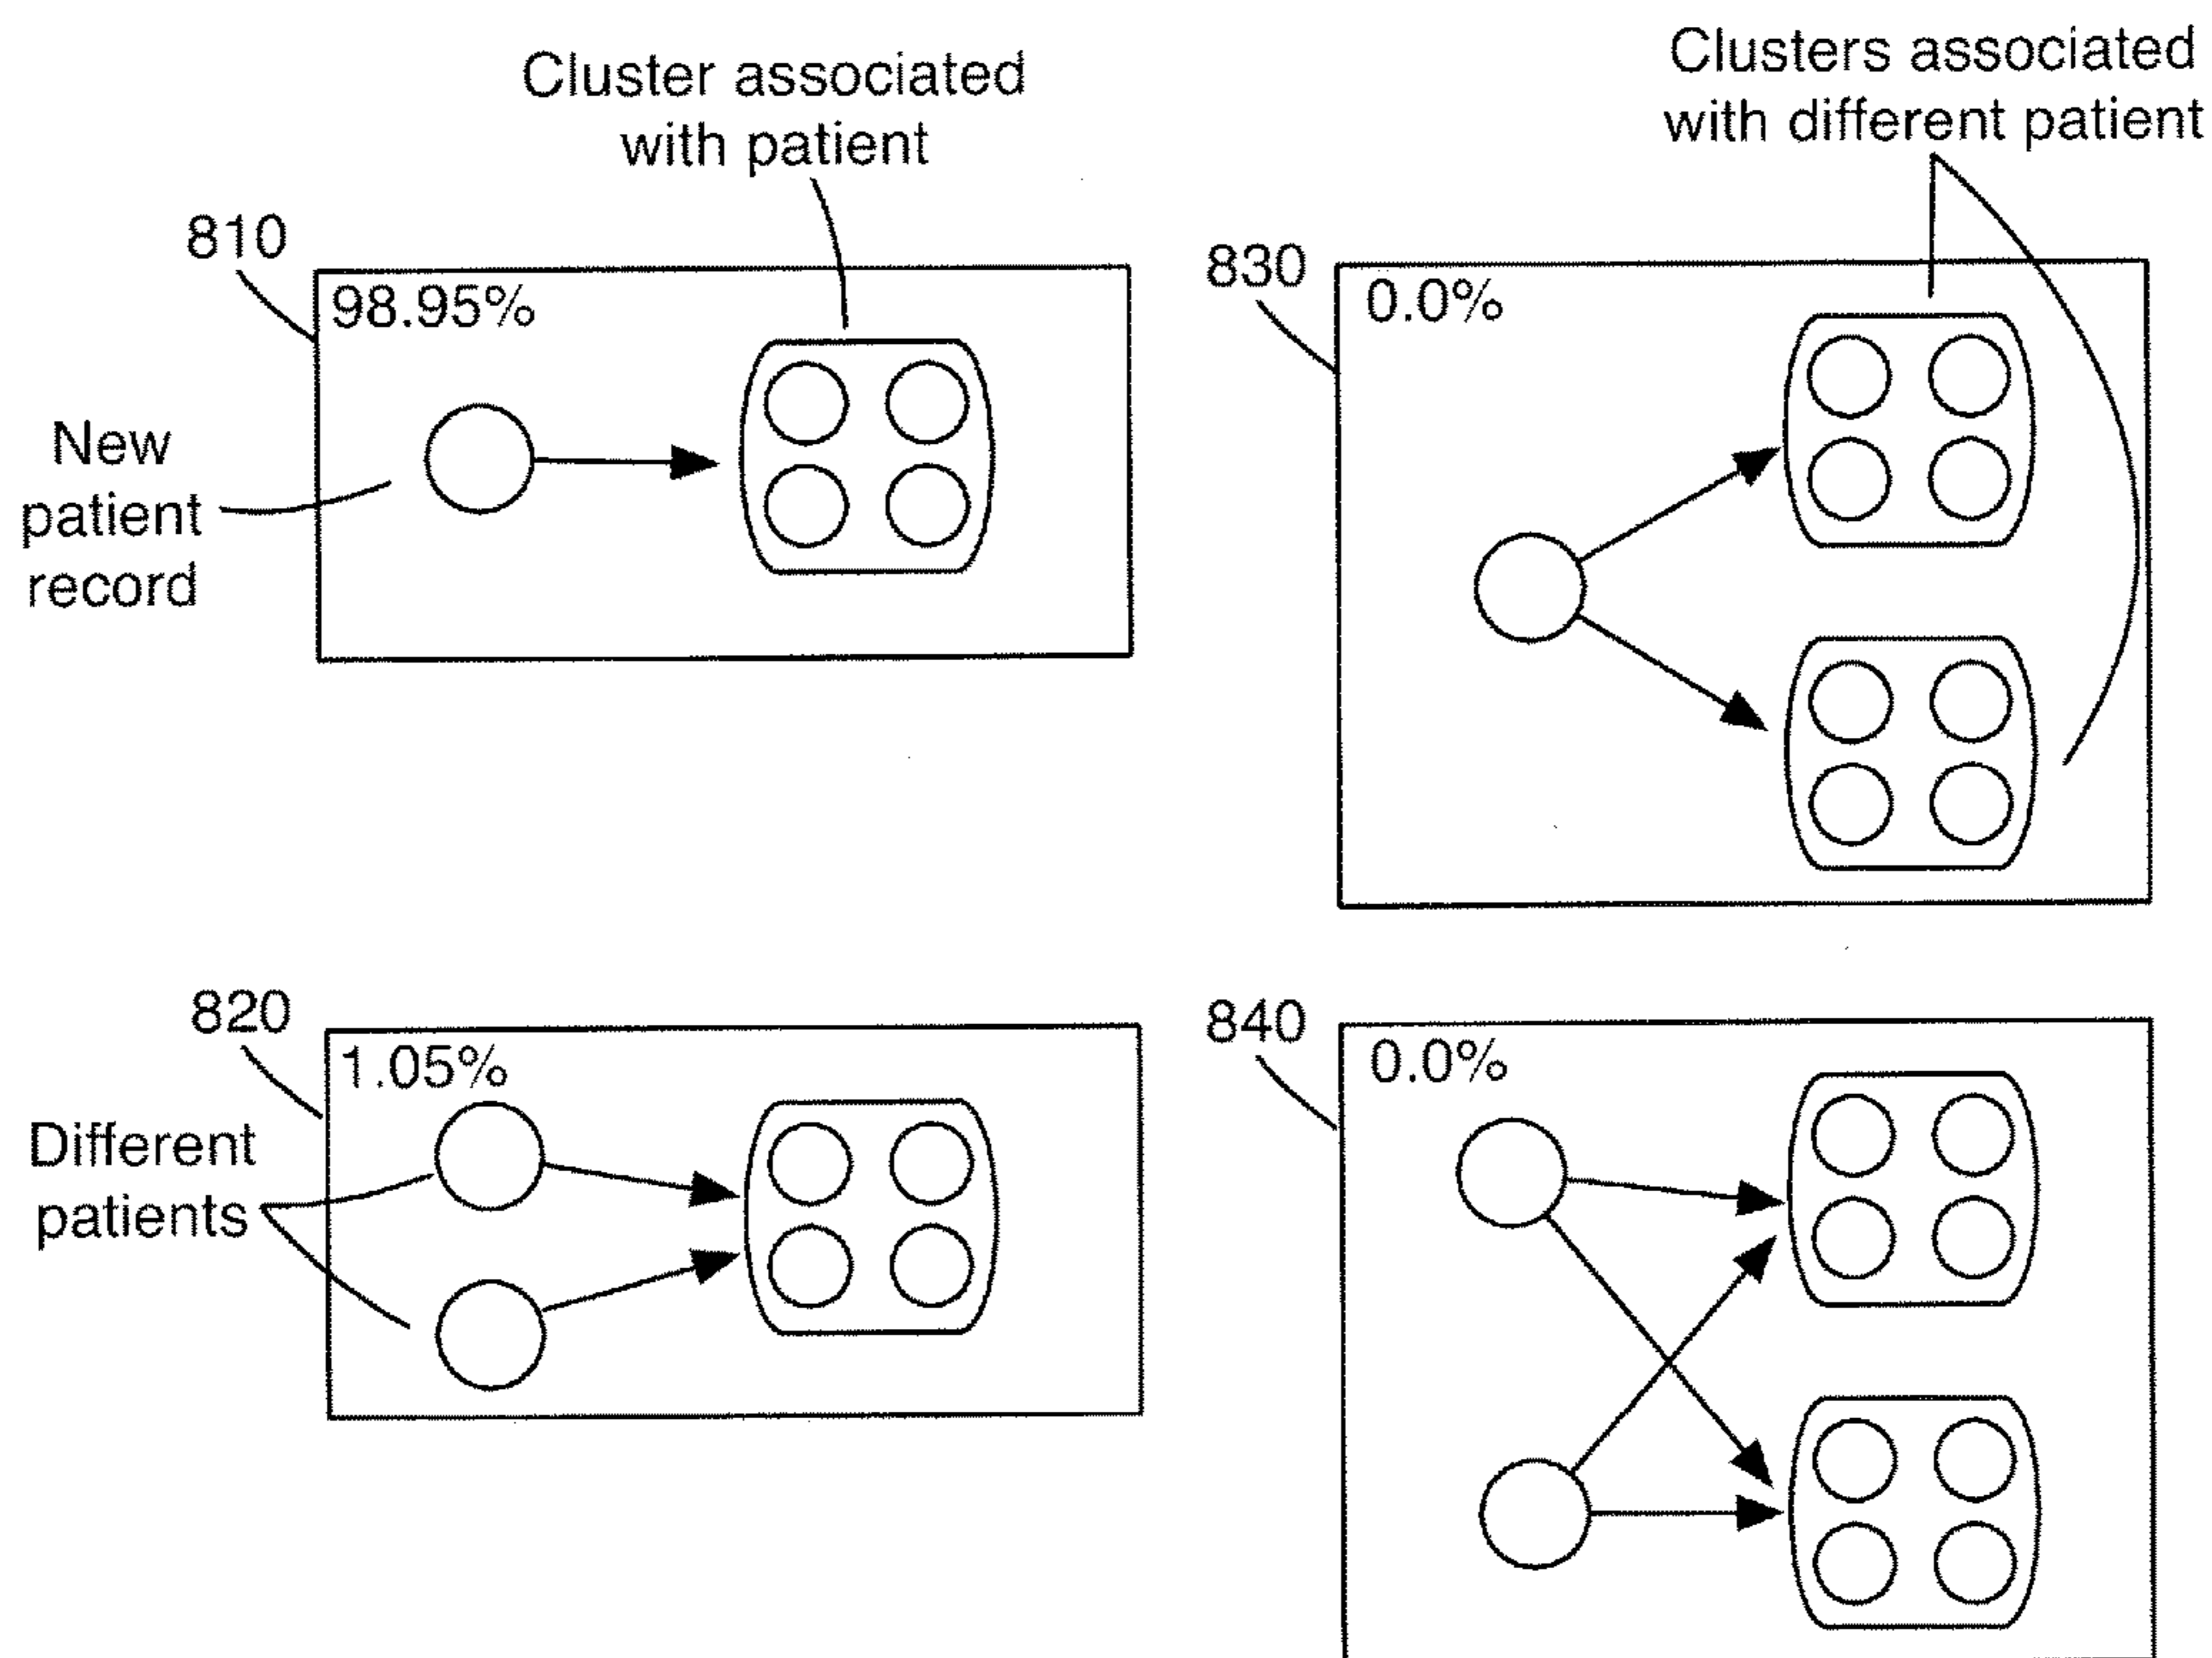 Cluster associated
with patient
810
98.95%
New
patient
record
Clusters associated
with different patient
830
0.0%
820
1.05%
Different
patients
840
0.0%